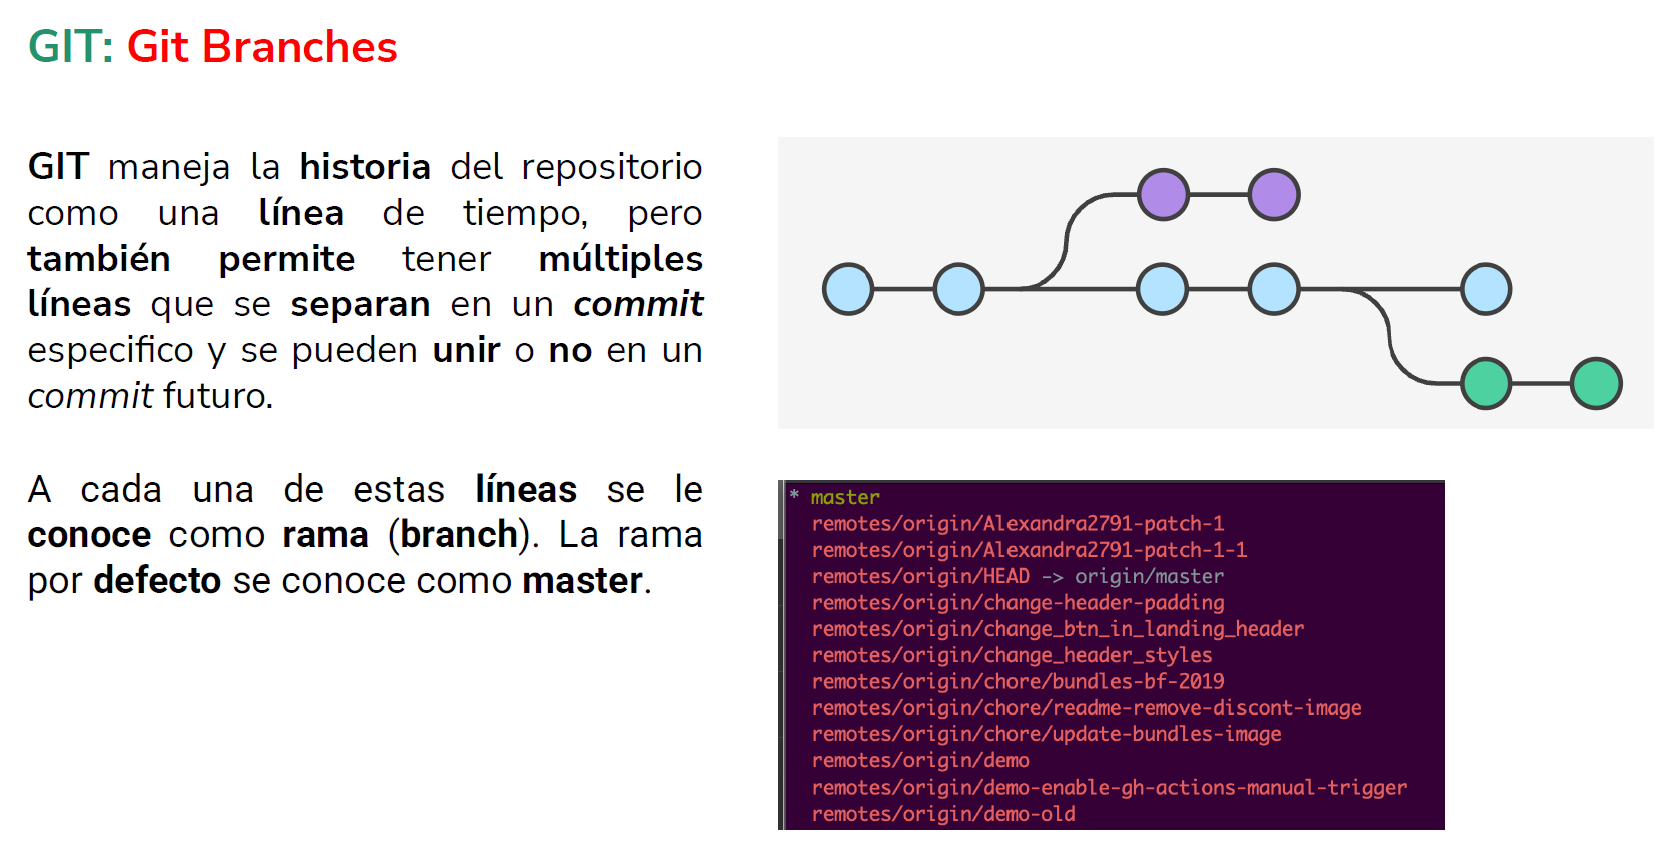 GIT: Git Branches
GIT maneja la historia del repositorio
como una línea de tiempo, pero
también permite tener múltiples
líneas que se separan en un commit
especifico y se pueden unir o no en un
commit futuro.
A cada una de estas líneas se le
conoce como rama (branch). La rama
por defecto se conoce como master.
* master
remotes/origin/Alexandra2791-patch-1
remotes/origin/Alexandra2791-patch-1-1
remotes/origin/HEAD -> origin/master
remotes/origin/change-header-padding
remotes/origin/change_btn_in_landing_header
remotes/origin/change_header_styles
remotes/origin/chore/bundles-bf-2019
remotes/origin/chore/readme-remove-discont-image
remotes/origin/chore/update-bundles-image
remotes/origin/demo
remotes/origin/demo-enable-gh-actions-manual-trigger
remotes/origin/demo-old